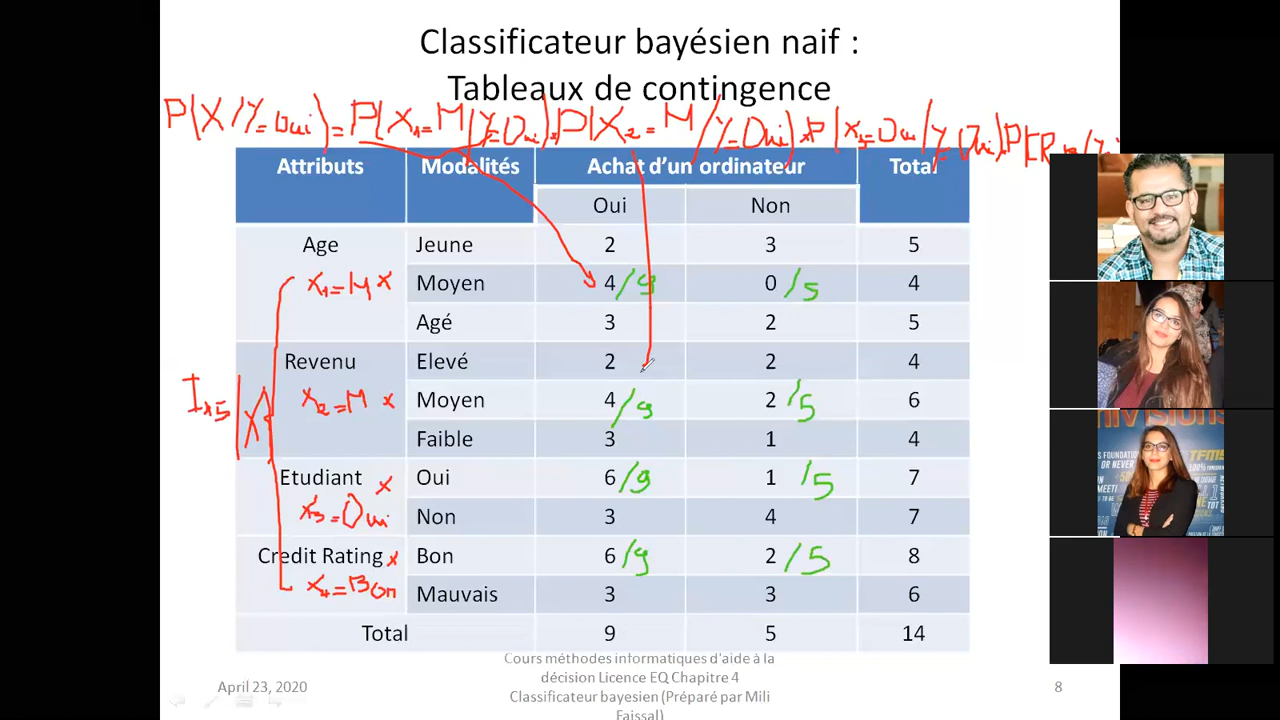 Classificateur bayésien naif :
Tableaux de contingence
P(X/Y=Oui)=P(X1=M/Y=Oui).P(X2=M/Y=Oui).P(X3=Oui/Y=Oui)
Attributs Modalités Achat d'un ordinateur Total
Oui Non
Age Jeune 2 3 5
X1=M x Moyen 4/9 0/5 4
Agé 3 2 5
Revenu Elevé 2 2 4
X2=M x Moyen 4/9 2/5 6
X
Faible 3 1 4
Etudiant x Oui 6/9 1/5 7
X3=Oui Non 3 4 7
Credit Rating x Bon 6/9 2/5 8
X4=Bon Mauvais 3 3 6
Total 9 5 14
April 23, 2020
Cours méthodes informatiques d'aide à la
décision Licence EQ Chapitre 4
Classificateur bayesien (Préparé par Mili
Faissal)
8
TFMS